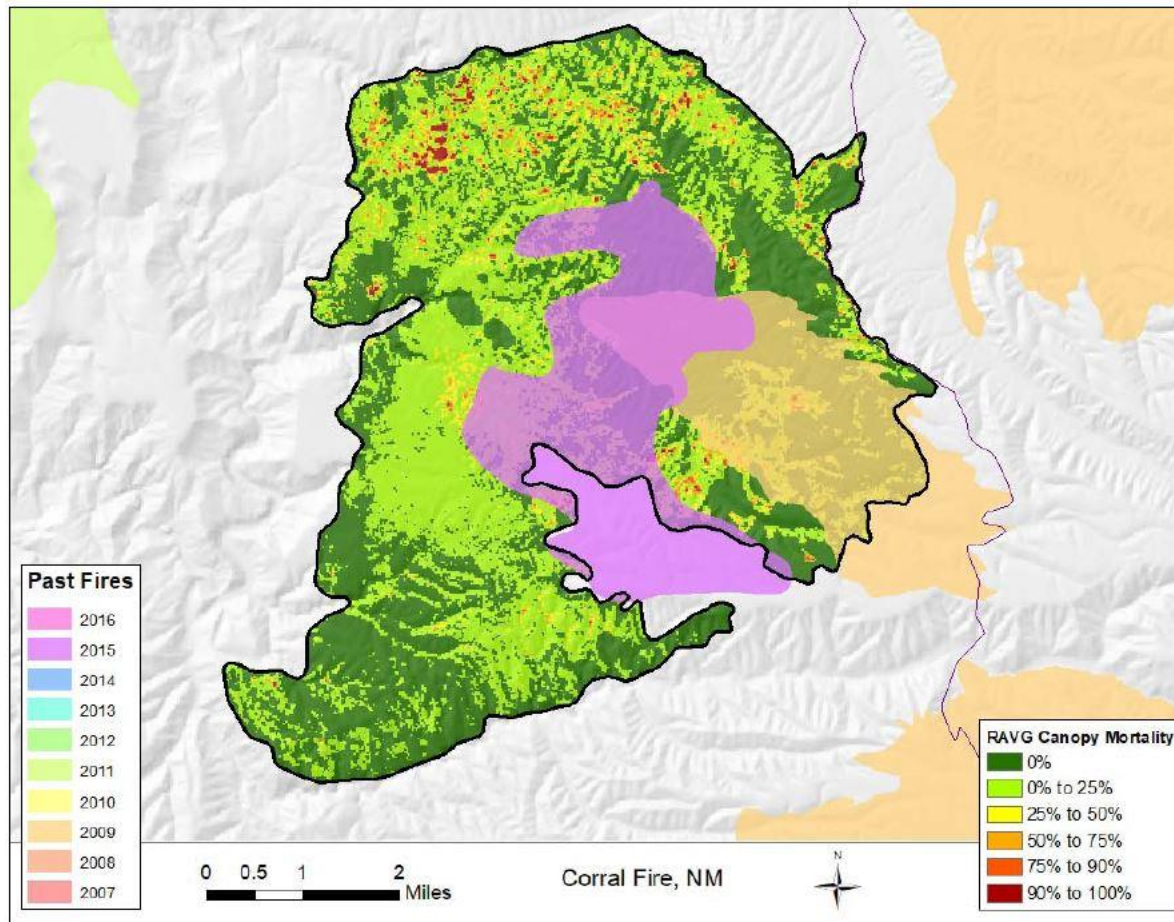 Past Fires
2016
2015
2014
2013
2012
2011
2010
2009
2008
2007
0 0.5 1 2
Miles
Corral Fire, NM
N
RAVG Canopy Mortality
0%
0% to 25%
25% to 50%
50% to 75%
75% to 90%
90% to 100%